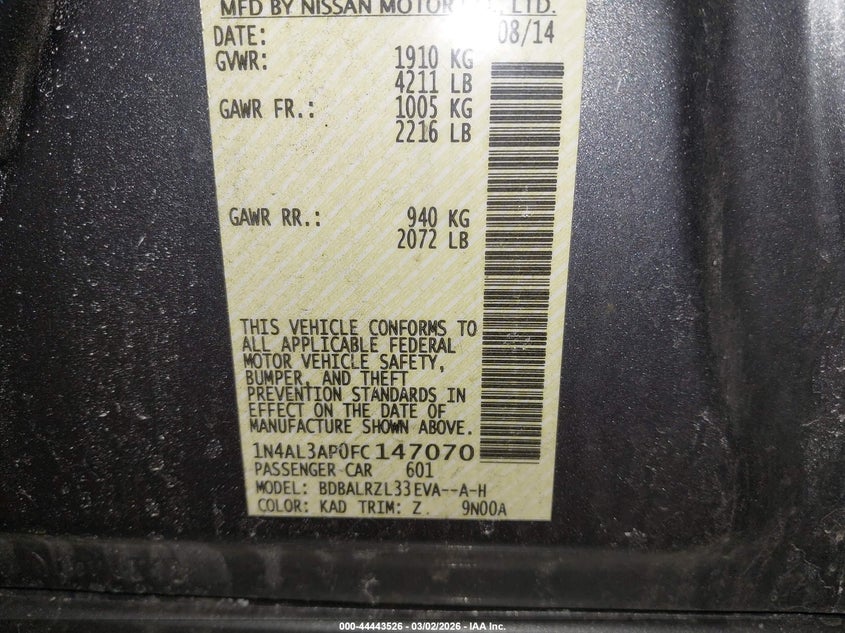 MFD BY NISSAN MOTOR CO., LTD.
DATE: 08/14
GVWR: 1910 KG
4211 LB
GAWR FR.: 1005 KG
2216 LB
GAWR RR.: 940 KG
2072 LB
THIS VEHICLE CONFORMS TO
ALL APPLICABLE FEDERAL
MOTOR VEHICLE SAFETY,
BUMPER, AND THEFT
PREVENTION STANDARDS IN
EFFECT ON THE DATE OF
MANUFACTURE SHOWN ABOVE.
1N4AL3AP0FC147070
PASSENGER CAR 601
MODEL: BDBALRZL33EVA--A-H
COLOR: KAD TRIM: Z 9N00A
000-44443526 - 03/02/2026 - IAA Inc.